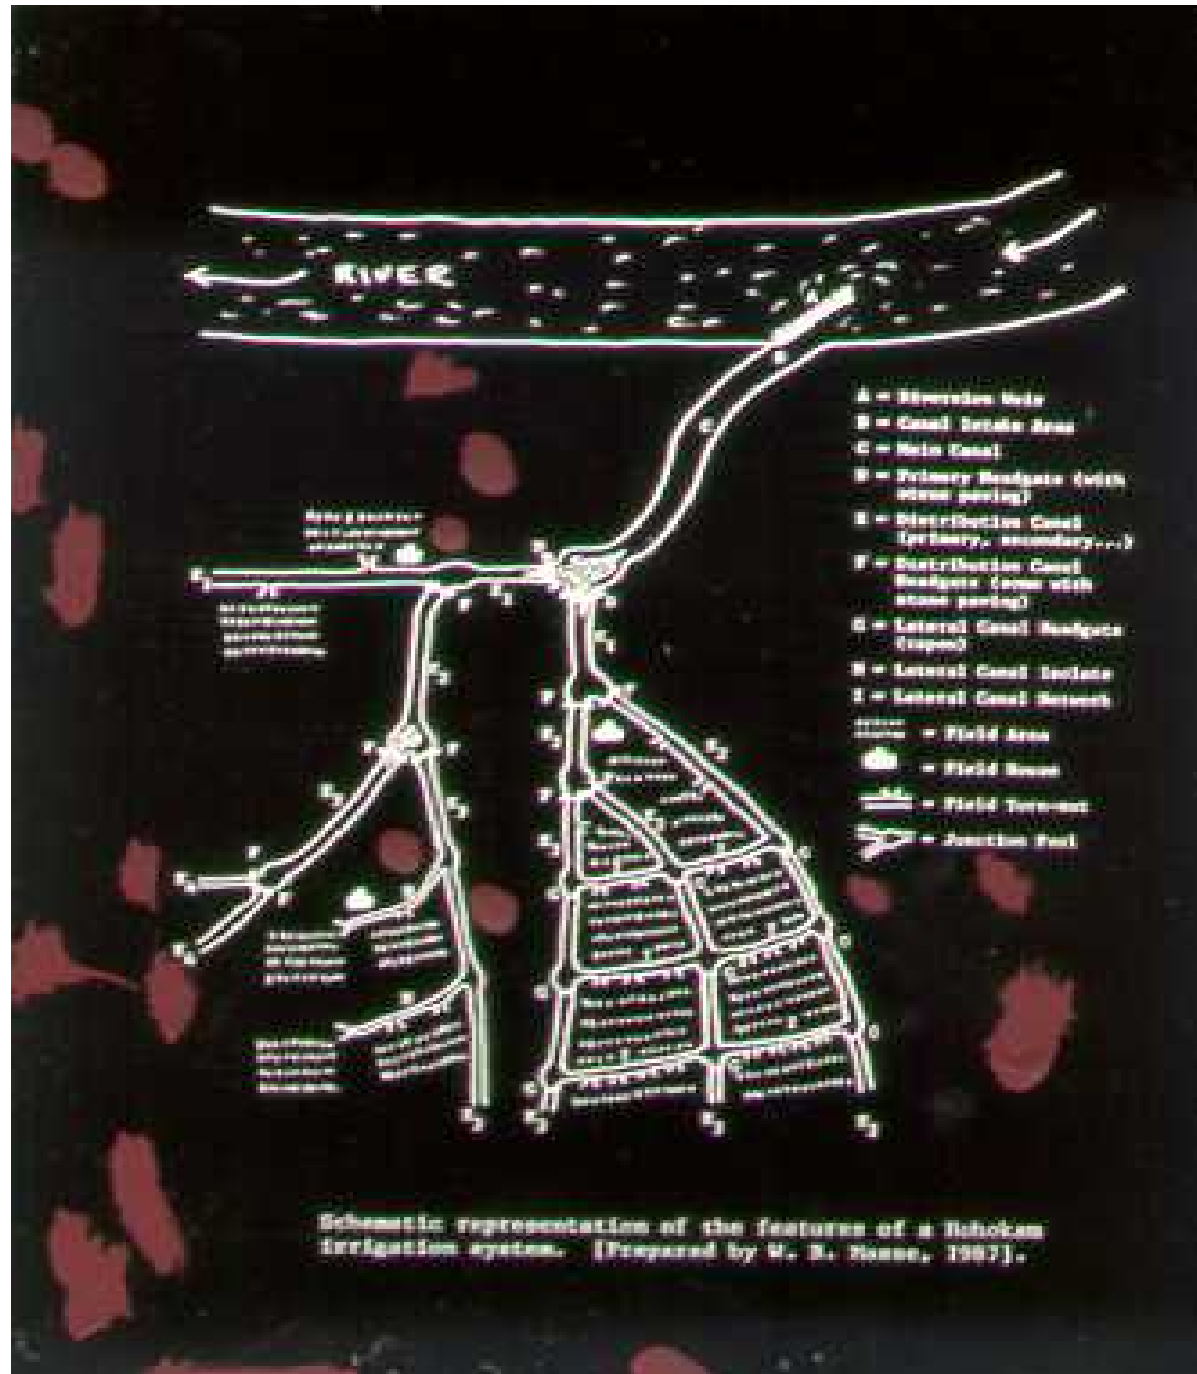 RIVER
A = Diversion Weir
B = Canal Intake Area
C = Main Canal
D = Primary Headgate (with
stone paving)
E = Distribution Canal
(primary, secondary...)
F = Distribution Canal
Headgate (some with
stone paving)
G = Lateral Canal Headgate
(open)
H = Lateral Canal Isolate
I = Lateral Canal Network
= Field Area
= Field House
= Field Turn-out
= Junction Pool
Schematic representation of the features of a Hohokam
irrigation system. [Prepared by W. B. Masse, 1987].